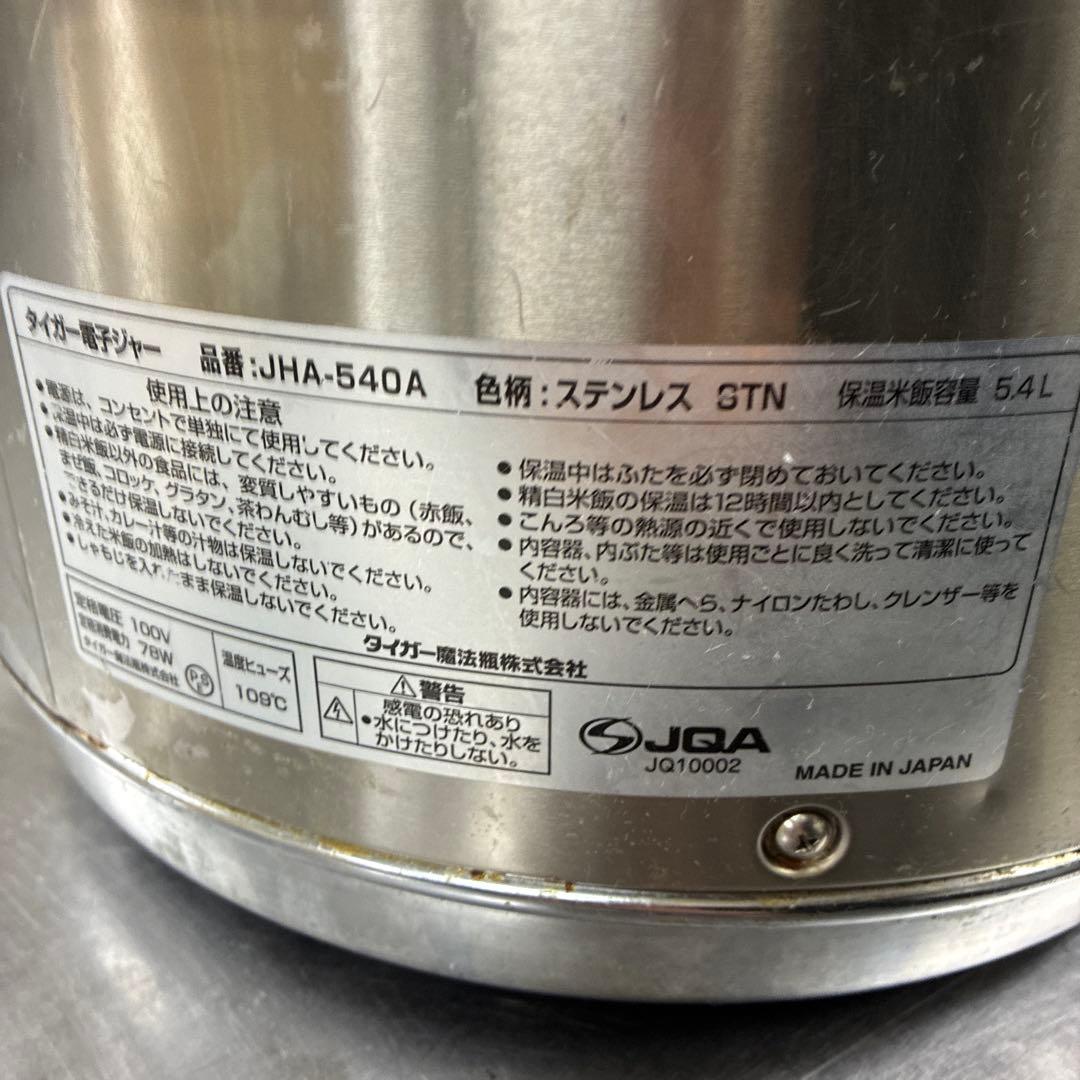 タイガー電子ジャー 品番:JHA-540A 色柄:ステンレス STN 保温米飯容量 5.4L
使用上の注意
●電源は、コンセントで単独にて使用してください。
●保温中は必ず電源に接続してください。
●精白米飯以外の食品には、変質しやすいもの(赤飯、
まぜ飯、コロッケ、グラタン、茶わんむし等)があるので、
できるだけ保温しないでください。
●みそ汁、カレー汁等の汁物は保温しないでください。
●冷えた米飯の加熱はしないでください。
●しゃもじを入れたまま保温しないでください。
●保温中はふたを必ず閉めておいてください。
●精白米飯の保温は12時間以内としてください。
●こんろ等の熱源の近くで使用しないでください。
●内容器、内ぶた等は使用ごとに良く洗って清潔に使って
ください。
●内容器には、金属へら、ナイロンたわし、クレンザー等を
使用しないでください。
タイガー魔法瓶株式会社
定格電圧 100V
定格消費電力 78W
タイガー魔法瓶株式会社
PSE
温度ヒューズ
109℃
警告
感電の恐れあり
●水につけたり、水を
かけたりしない。
JQA
JQ10002
MADE IN JAPAN